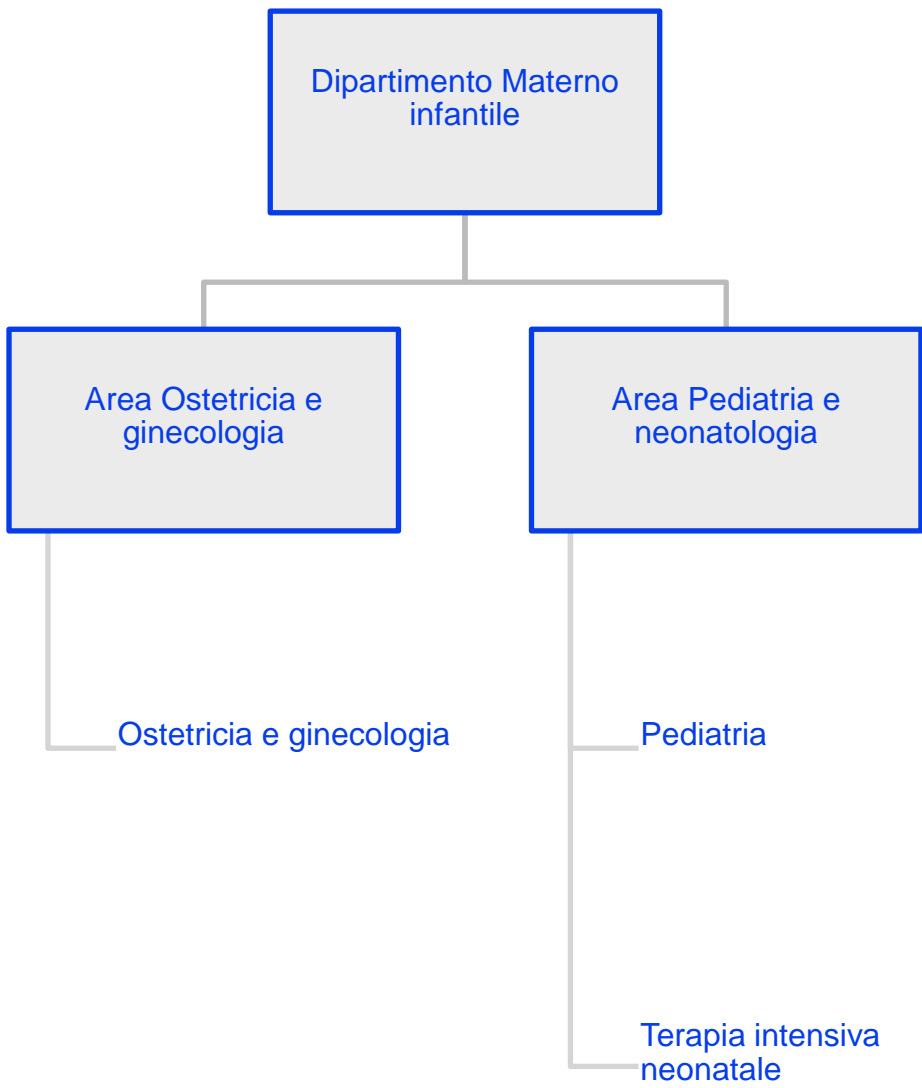 Dipartimento Materno
infantile
Area Ostetricia e
ginecologia
Area Pediatria e
neonatologia
Ostetricia e ginecologia
Pediatria
Terapia intensiva
neonatale